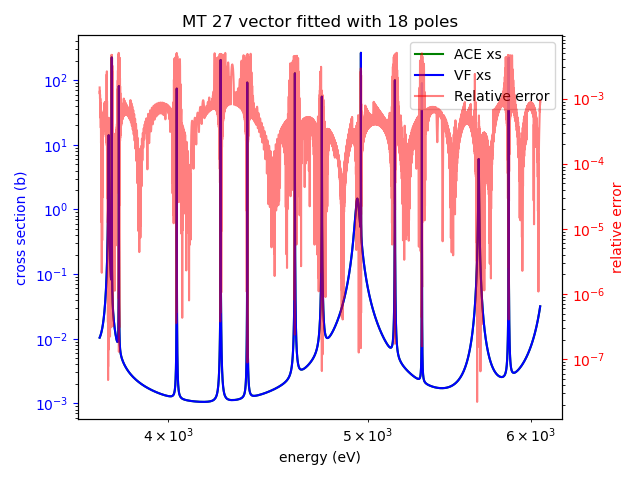 MT 27 vector fitted with 18 poles
ACE xs
VF xs
Relative error
cross section (b)
10²
10¹
10⁰
10⁻¹
10⁻²
10⁻³
10⁻³
10⁻⁴
10⁻⁵
10⁻⁶
10⁻⁷
relative error
4 × 10³
5 × 10³
6 × 10³
energy (eV)